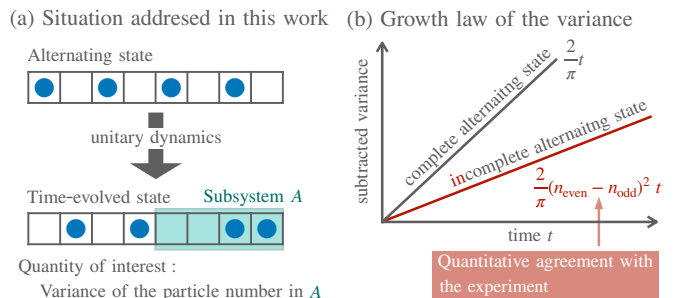 (a) Situation addresed in this work
Alternating state
unitary dynamics
Time-evolved state
Subsystem A
Quantity of interest :
Variance of the particle number in A
(b) Growth law of the variance
subtracted variance
complete alternaitng state
2/π t
incomplete alternaitng state
2/π (n_even − n_odd)² t
time t
Quantitative agreement with
the experiment